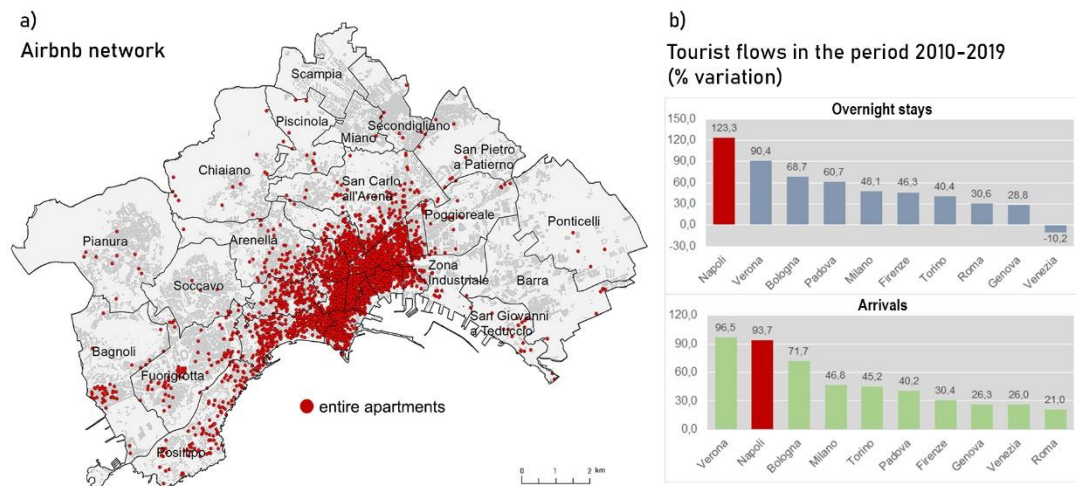 a)
Airbnb network
Scampia
Piscinola
Miano
Secondigliano
San Pietro
a Patierno
Chiaiano
San Carlo
all'Arena
Poggioreale
Ponticelli
Pianura
Arenella
Zona
Industriale
Barra
Soccavo
San Giovanni
a Teduccio
Bagnoli
Fuorigrotta
entire apartments
Posillipo
0 1 2 km
b)
Tourist flows in the period 2010-2019
(% variation)
Overnight stays
150,0
120,0
90,0
60,0
30,0
0,0
-30,0
123,3
90,4
68,7
60,7
48,1
46,3
40,4
30,6
28,8
-10,2
Napoli
Verona
Bologna
Padova
Milano
Firenze
Torino
Roma
Genova
Venezia
Arrivals
120,0
90,0
60,0
30,0
0,0
96,5
93,7
71,7
46,8
45,2
40,2
30,4
26,3
26,0
21,0
Verona
Napoli
Bologna
Milano
Torino
Padova
Firenze
Genova
Venezia
Roma